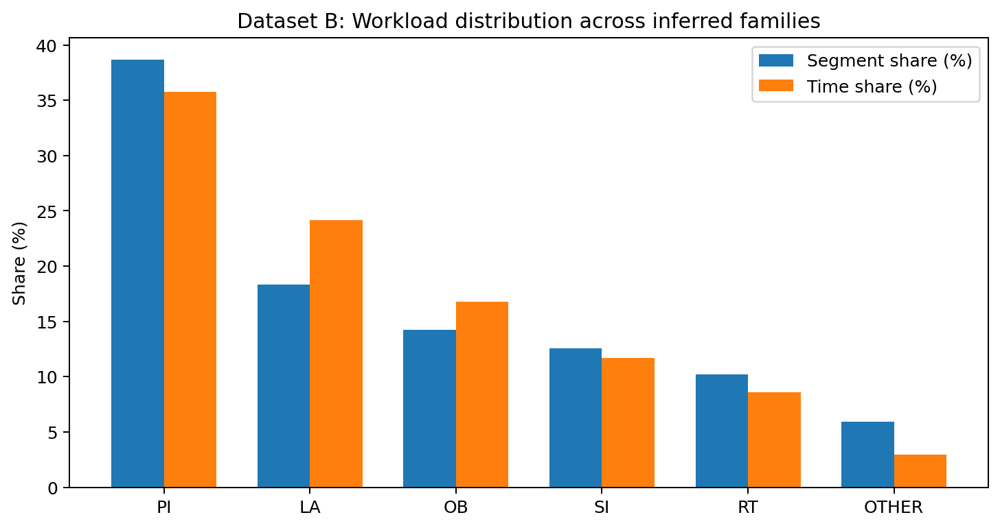 Dataset B: Workload distribution across inferred families
Segment share (%)
Time share (%)
Share (%)
40
35
30
25
20
15
10
5
0
PI LA OB SI RT OTHER